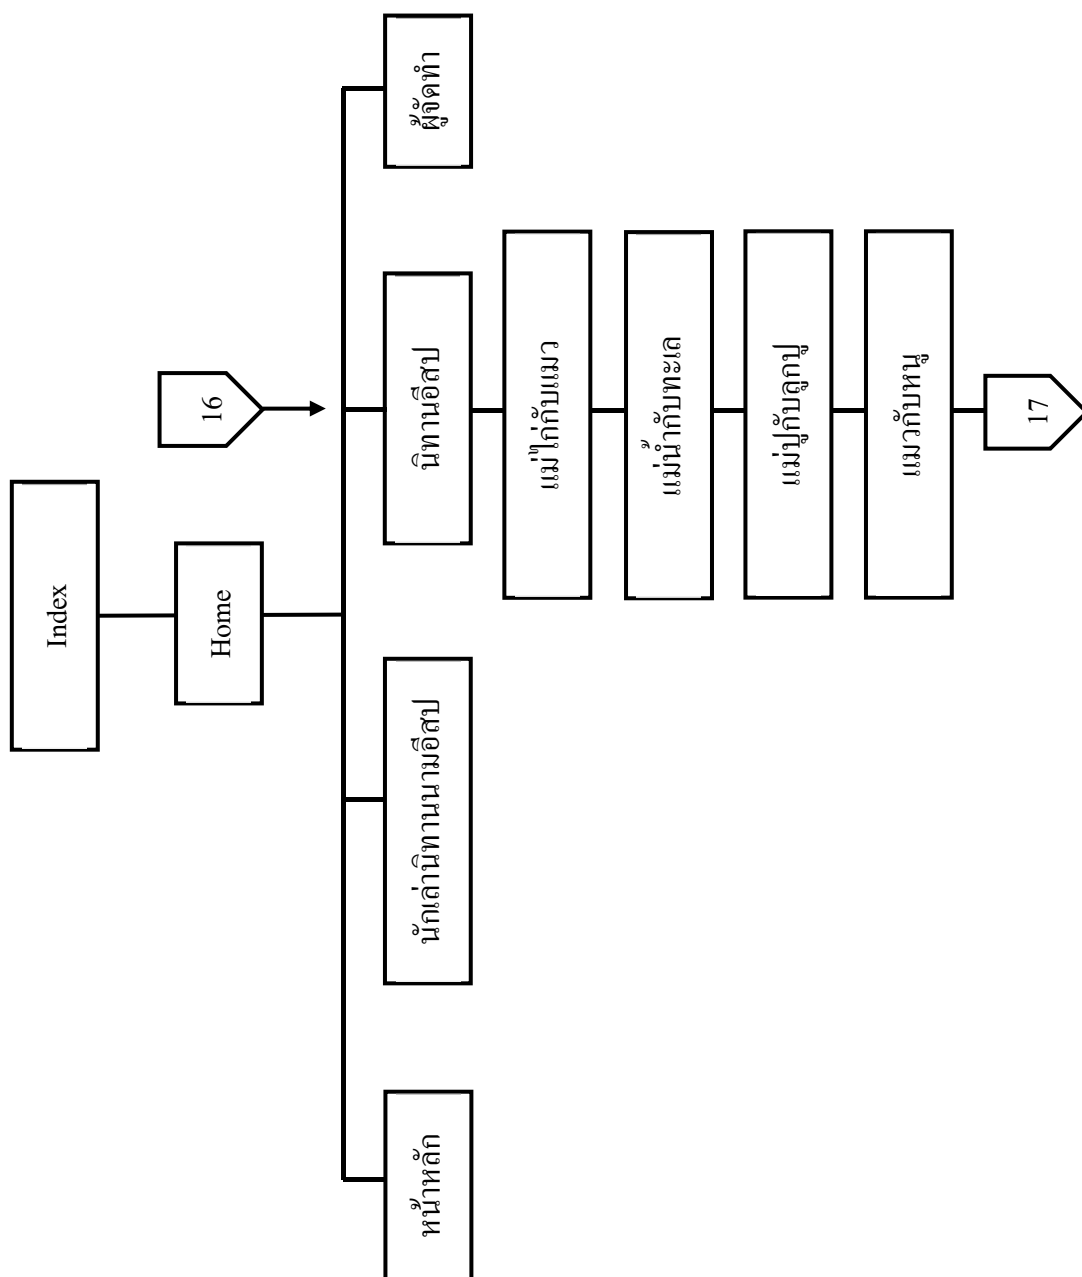 Index
Home
16
หน้าหลัก
นักเล่านิทานนามอีสป
นิทานอีสป
ผู้จัดทำ
แม่ไก่กับแมว
แม่น้ำกับทะเล
แม่ปูกับลูกปู
แมวกับหนู
17